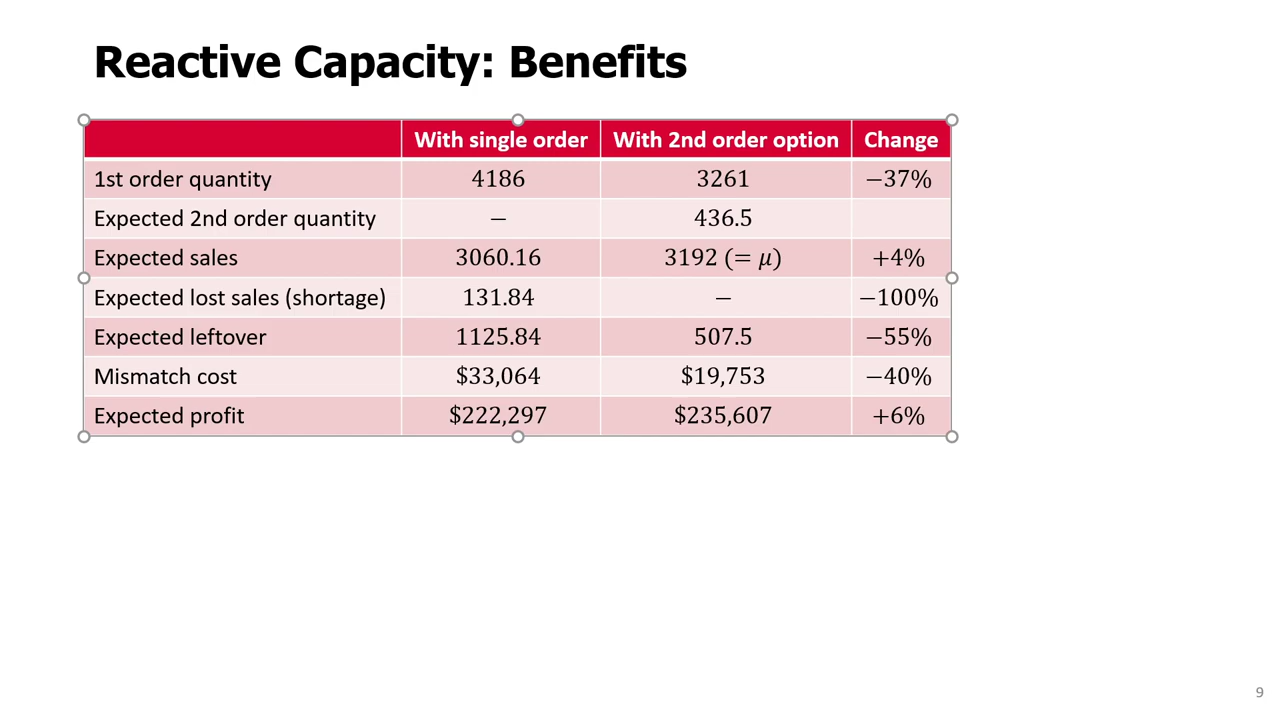 Reactive Capacity: Benefits
With single order With 2nd order option Change
1st order quantity 4186 3261 −37%
Expected 2nd order quantity − 436.5
Expected sales 3060.16 3192 (= μ) +4%
Expected lost sales (shortage) 131.84 − −100%
Expected leftover 1125.84 507.5 −55%
Mismatch cost $33,064 $19,753 −40%
Expected profit $222,297 $235,607 +6%
9